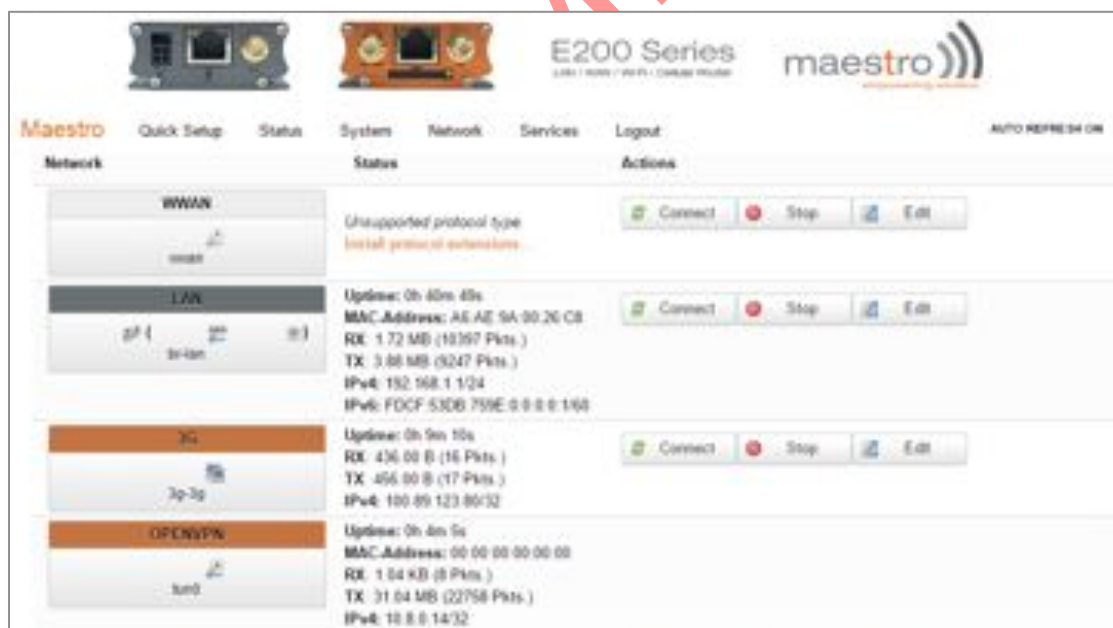 E200 Series
LAN / WAN / Wi-Fi / Cellular Router
maestro
Maestro Quick Setup Status System Network Services Logout AUTO REFRESH ON
Network Status Actions
WWAN
Unsupported protocol type
Install protocol extensions...
Connect Stop Edit
LAN
br-lan
Uptime: 0h 40m 49s
MAC-Address: A6:AE:9A:00:26:C8
RX: 1.72 MB (10397 Pkts.)
TX: 3.88 MB (9247 Pkts.)
IPv4: 192.168.1.1/24
IPv6: FDCF:53DB:759E:0:0:0:0:1/60
Connect Stop Edit
3G
3g-3g
Uptime: 0h 9m 10s
RX: 436.00 B (16 Pkts.)
TX: 456.00 B (17 Pkts.)
IPv4: 100.89.123.80/32
Connect Stop Edit
OPENVPN
tun0
Uptime: 0h 4m 5s
MAC-Address: 00:00:00:00:00:00
RX: 1.04 KB (8 Pkts.)
TX: 31.04 MB (22758 Pkts.)
IPv4: 10.8.0.14/32